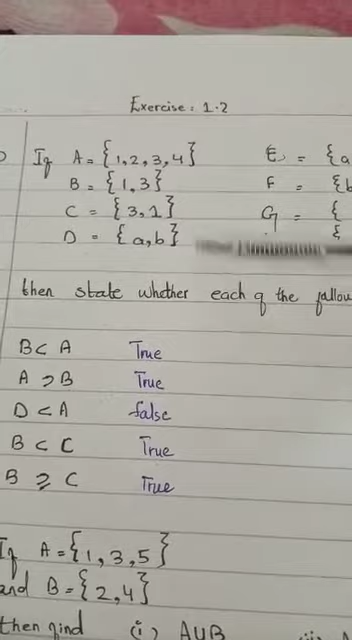 Exercise: 1.2
If A = {1,2,3,4} E = {a
B = {1,3} F = {b
C = {3,1} G = {
D = {a,b} {
then state whether each of the follow
B < A True
A > B True
D < A false
B < C True
B ⩾ C True
If A = {1,3,5}
and B = {2,4}
then find (i) A∪B